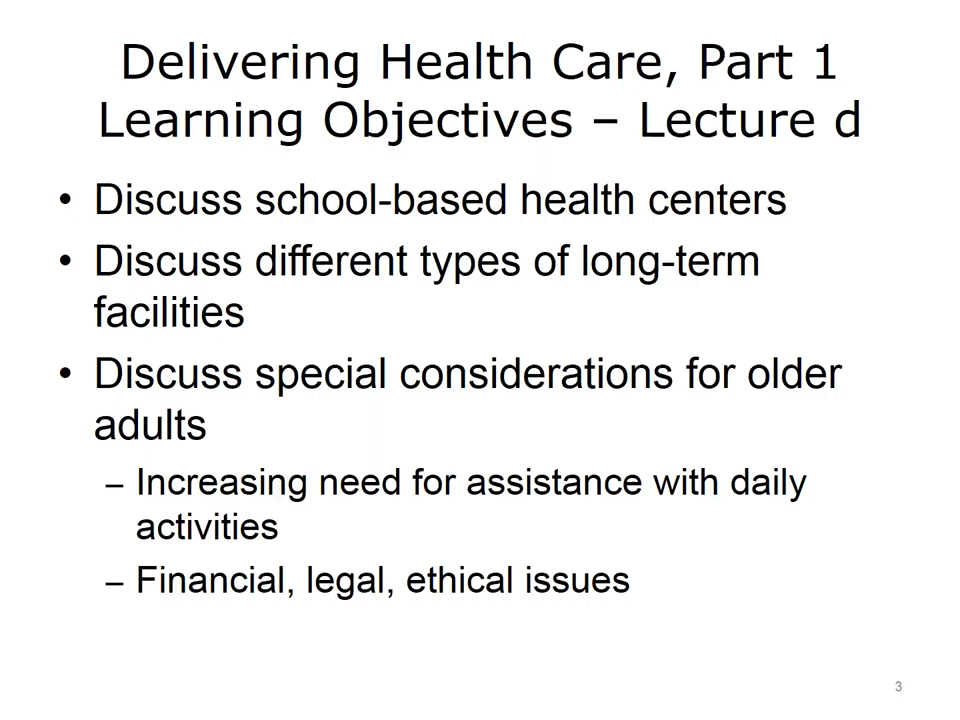 Delivering Health Care, Part 1
Learning Objectives – Lecture d
• Discuss school-based health centers
• Discuss different types of long-term
facilities
• Discuss special considerations for older
adults
– Increasing need for assistance with daily
activities
– Financial, legal, ethical issues
3